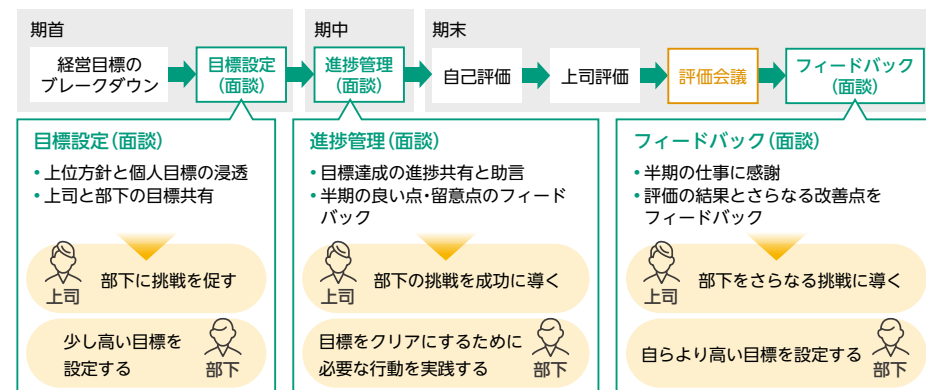 期首
経営目標の
ブレークダウン
目標設定
(面談)
期中
進捗管理
(面談)
期末
自己評価
上司評価
評価会議
フィードバック
(面談)
目標設定(面談)
•上位方針と個人目標の浸透
•上司と部下の目標共有
上司
部下に挑戦を促す
少し高い目標を
設定する
部下
進捗管理(面談)
•目標達成の進捗共有と助言
•半期の良い点・留意点のフィード
バック
上司
部下の挑戦を成功に導く
目標をクリアにするために
必要な行動を実践する
部下
フィードバック(面談)
•半期の仕事に感謝
•評価の結果とさらなる改善点を
フィードバック
上司
部下をさらなる挑戦に導く
自らより高い目標を設定する
部下